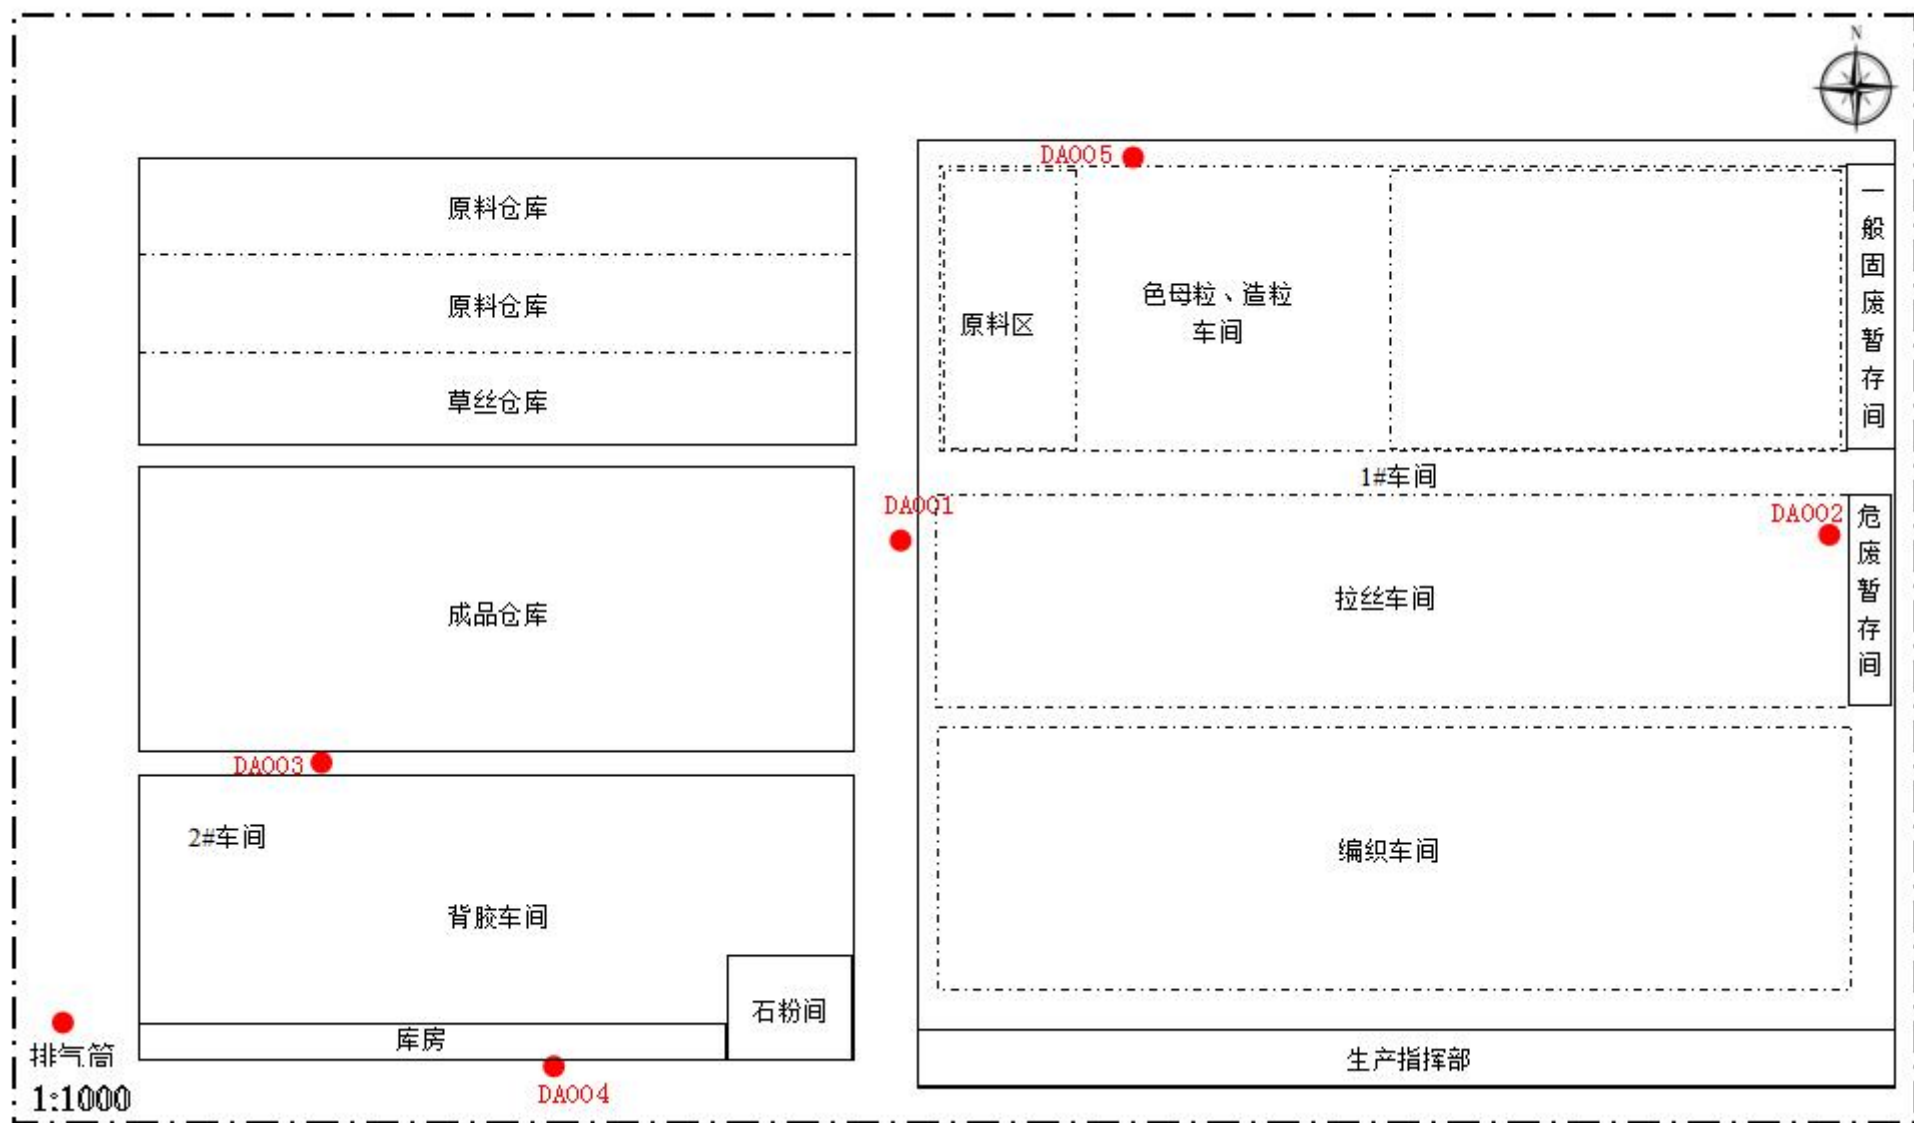 N
原料仓库
原料仓库
草丝仓库
成品仓库
DA003
2#车间
背胶车间
石粉间
库房
DA004
排气筒
1:1000
DA001
DA005
原料区
色母粒、造粒
车间
一般固废暂存间
1#车间
DA002
危废暂存间
拉丝车间
编织车间
生产指挥部